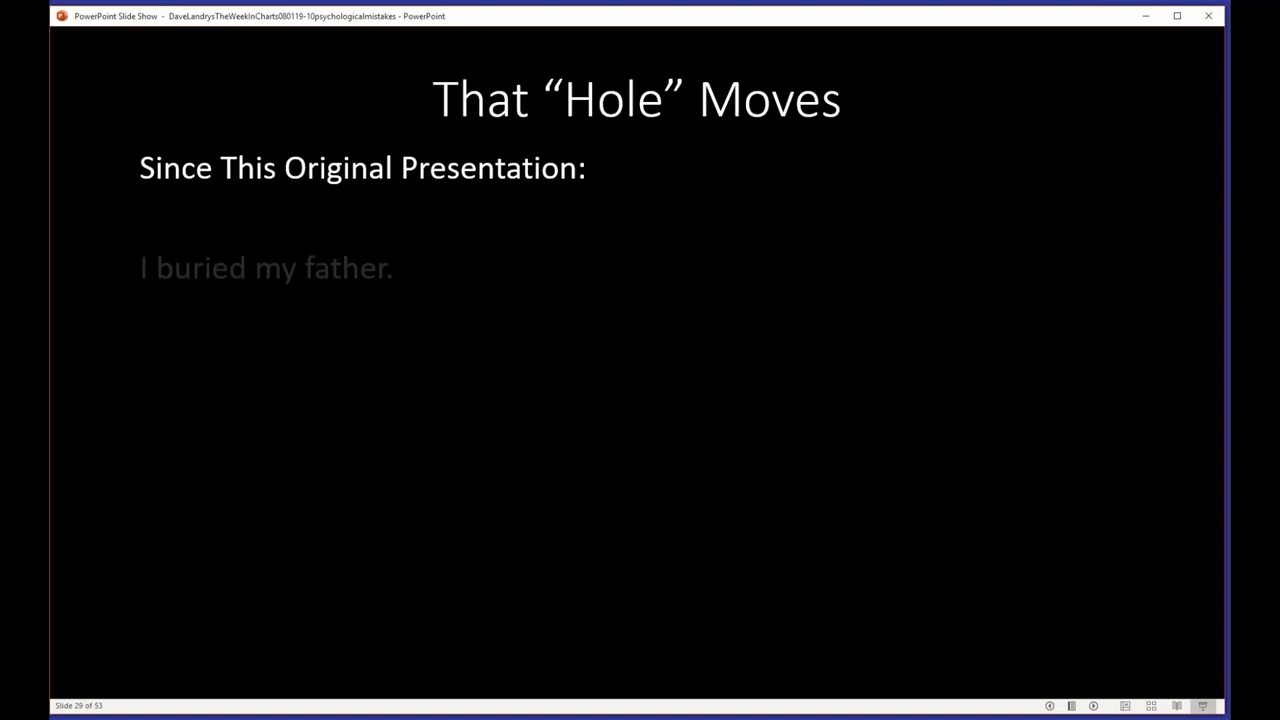 PowerPoint Slide Show - DaveLandrysTheWeekInCharts080119-10psychologicalmistakes - PowerPoint
That “Hole” Moves
Since This Original Presentation:
I buried my father.
Slide 29 of 53